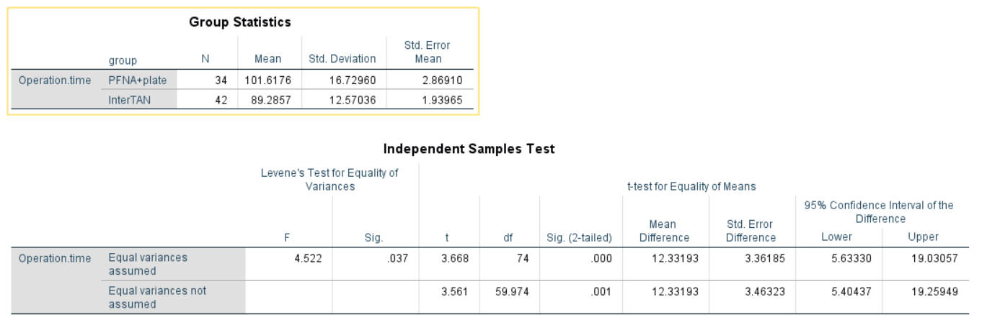 Group Statistics
group N Mean Std. Deviation Std. Error Mean
Operation.time PFNA+plate 34 101.6176 16.72960 2.86910
InterTAN 42 89.2857 12.57036 1.93965
Independent Samples Test
Levene's Test for Equality of Variances
t-test for Equality of Means
F Sig. t df Sig. (2-tailed) Mean Difference Std. Error Difference 95% Confidence Interval of the Difference
Lower Upper
Operation.time Equal variances assumed 4.522 .037 3.668 74 .000 12.33193 3.36185 5.63330 19.03057
Equal variances not assumed 3.561 59.974 .001 12.33193 3.46323 5.40437 19.25949